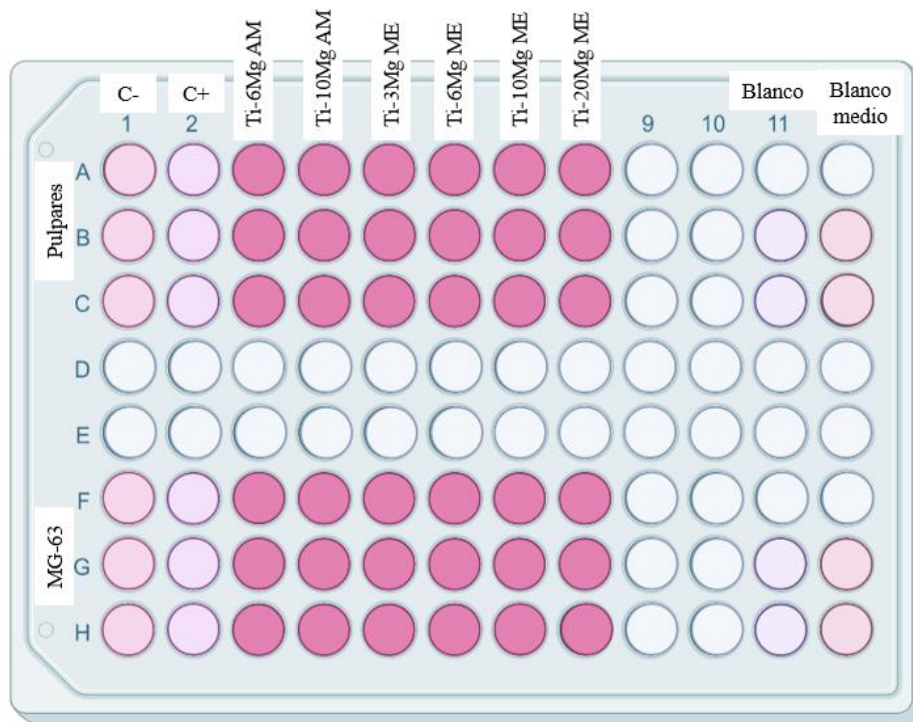 C-
C+
Ti-6Mg AM
Ti-10Mg AM
Ti-3Mg ME
Ti-6Mg ME
Ti-10Mg ME
Ti-20Mg ME
Blanco
Blanco
medio
1
2
9
10
11
Pulpares
A
B
C
D
E
MG-63
F
G
H